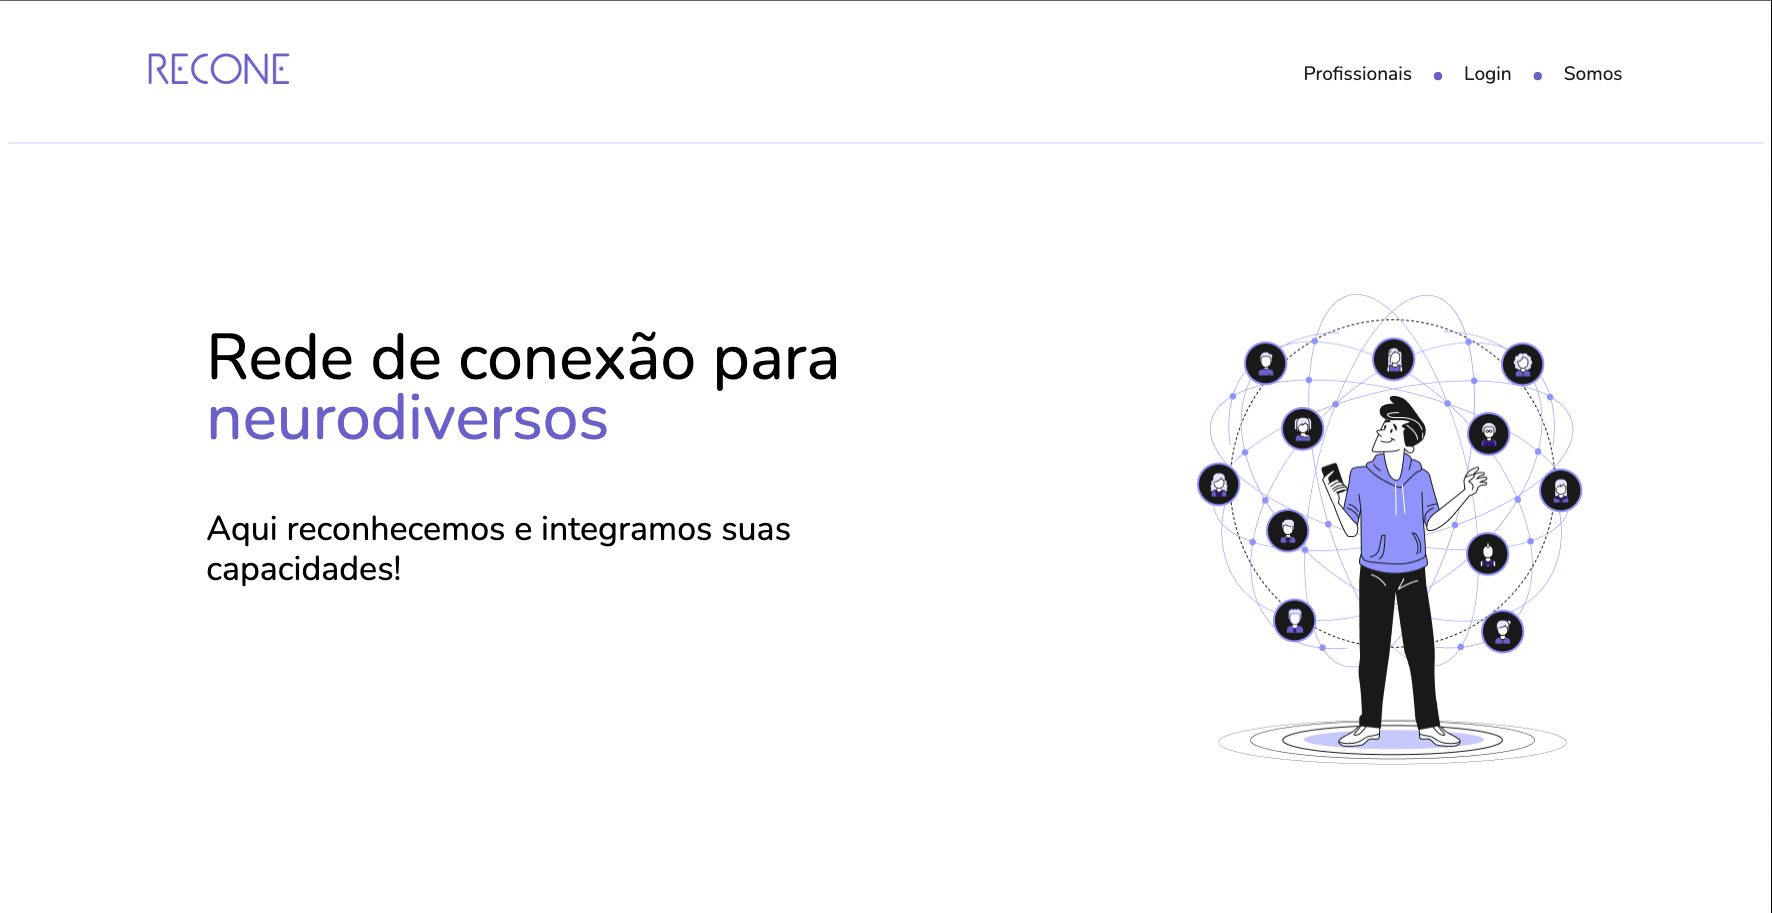 RECONE
Profissionais
Login
Somos
Rede de conexão para
neurodiversos
Aqui reconhecemos e integramos suas
capacidades!